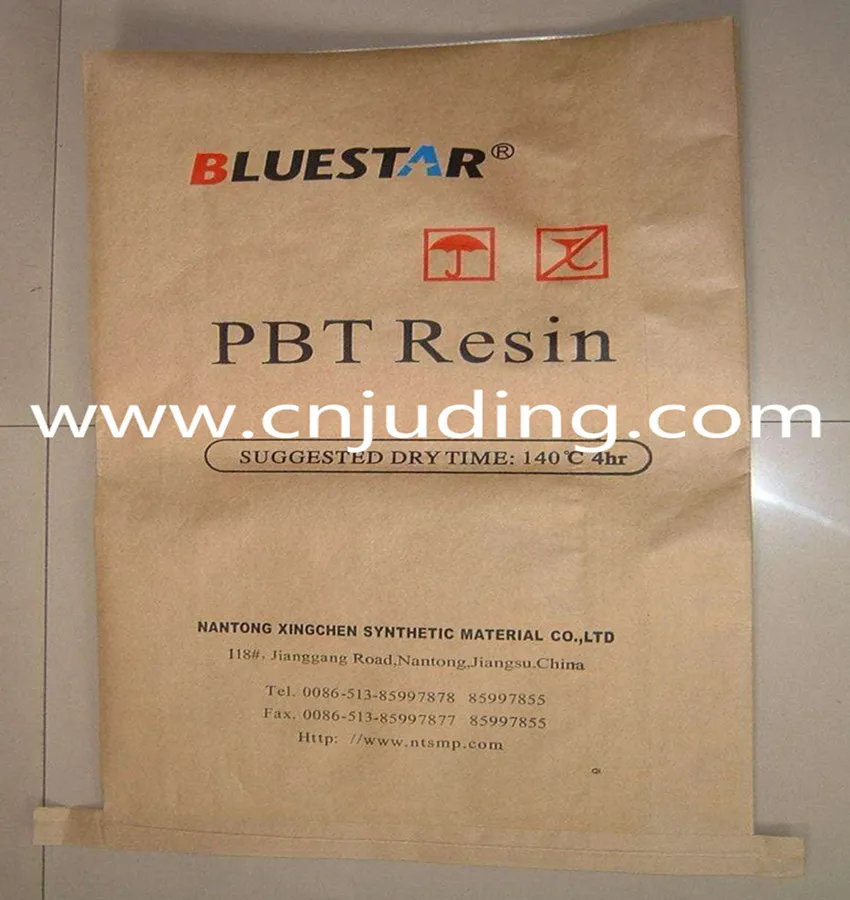 BLUESTAR®
PBT Resin
www.cnjuding.com
SUGGESTED DRY TIME: 140℃ 4hr
NANTONG XINGCHEN SYNTHETIC MATERIAL CO.,LTD
118#, Jianggang Road,Nantong,Jiangsu.China
Tel. 0086-513-85997878 85997855
Fax. 0086-513-85997877 85997855
Http: //www.ntsmp.com